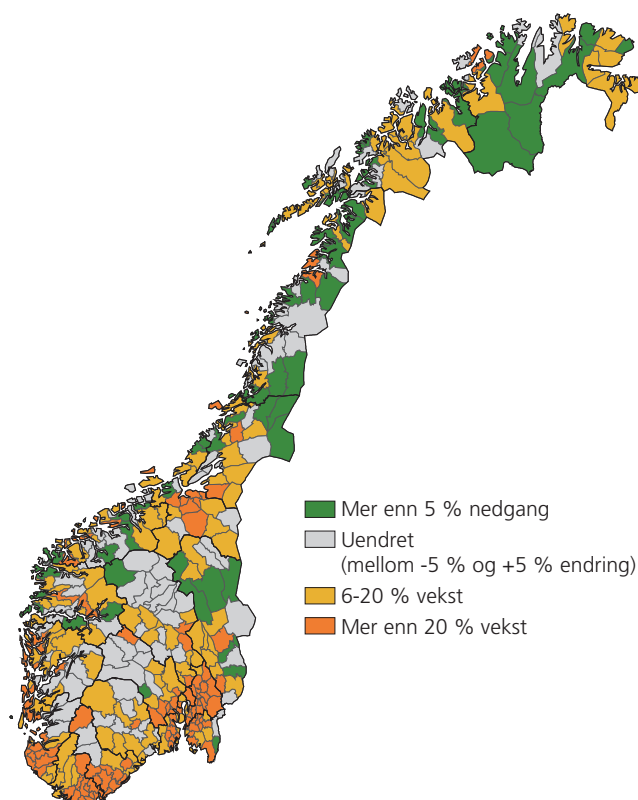 Mer enn 5 % nedgang
Uendret
(mellom -5 % og +5 % endring)
6-20 % vekst
Mer enn 20 % vekst